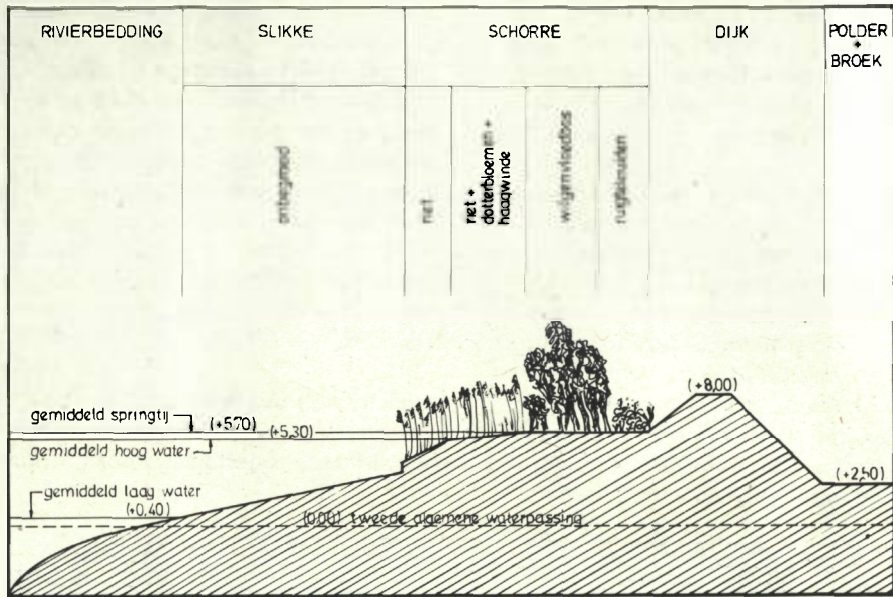 RIVIERBEDDING
SLIKKE
SCHORRE
DIJK
POLDER
+
BROEK
onbegroeid
riet
riet +
dotterbloemen +
haagwinde
wilgenvloedbos
ruigtekruiden
(+8,00)
gemiddeld springtij
(+5,70)
(+5,30)
gemiddeld hoog water
(+2,50)
gemiddeld laag water
(+0,40)
(0,00) tweede algemene waterpassing